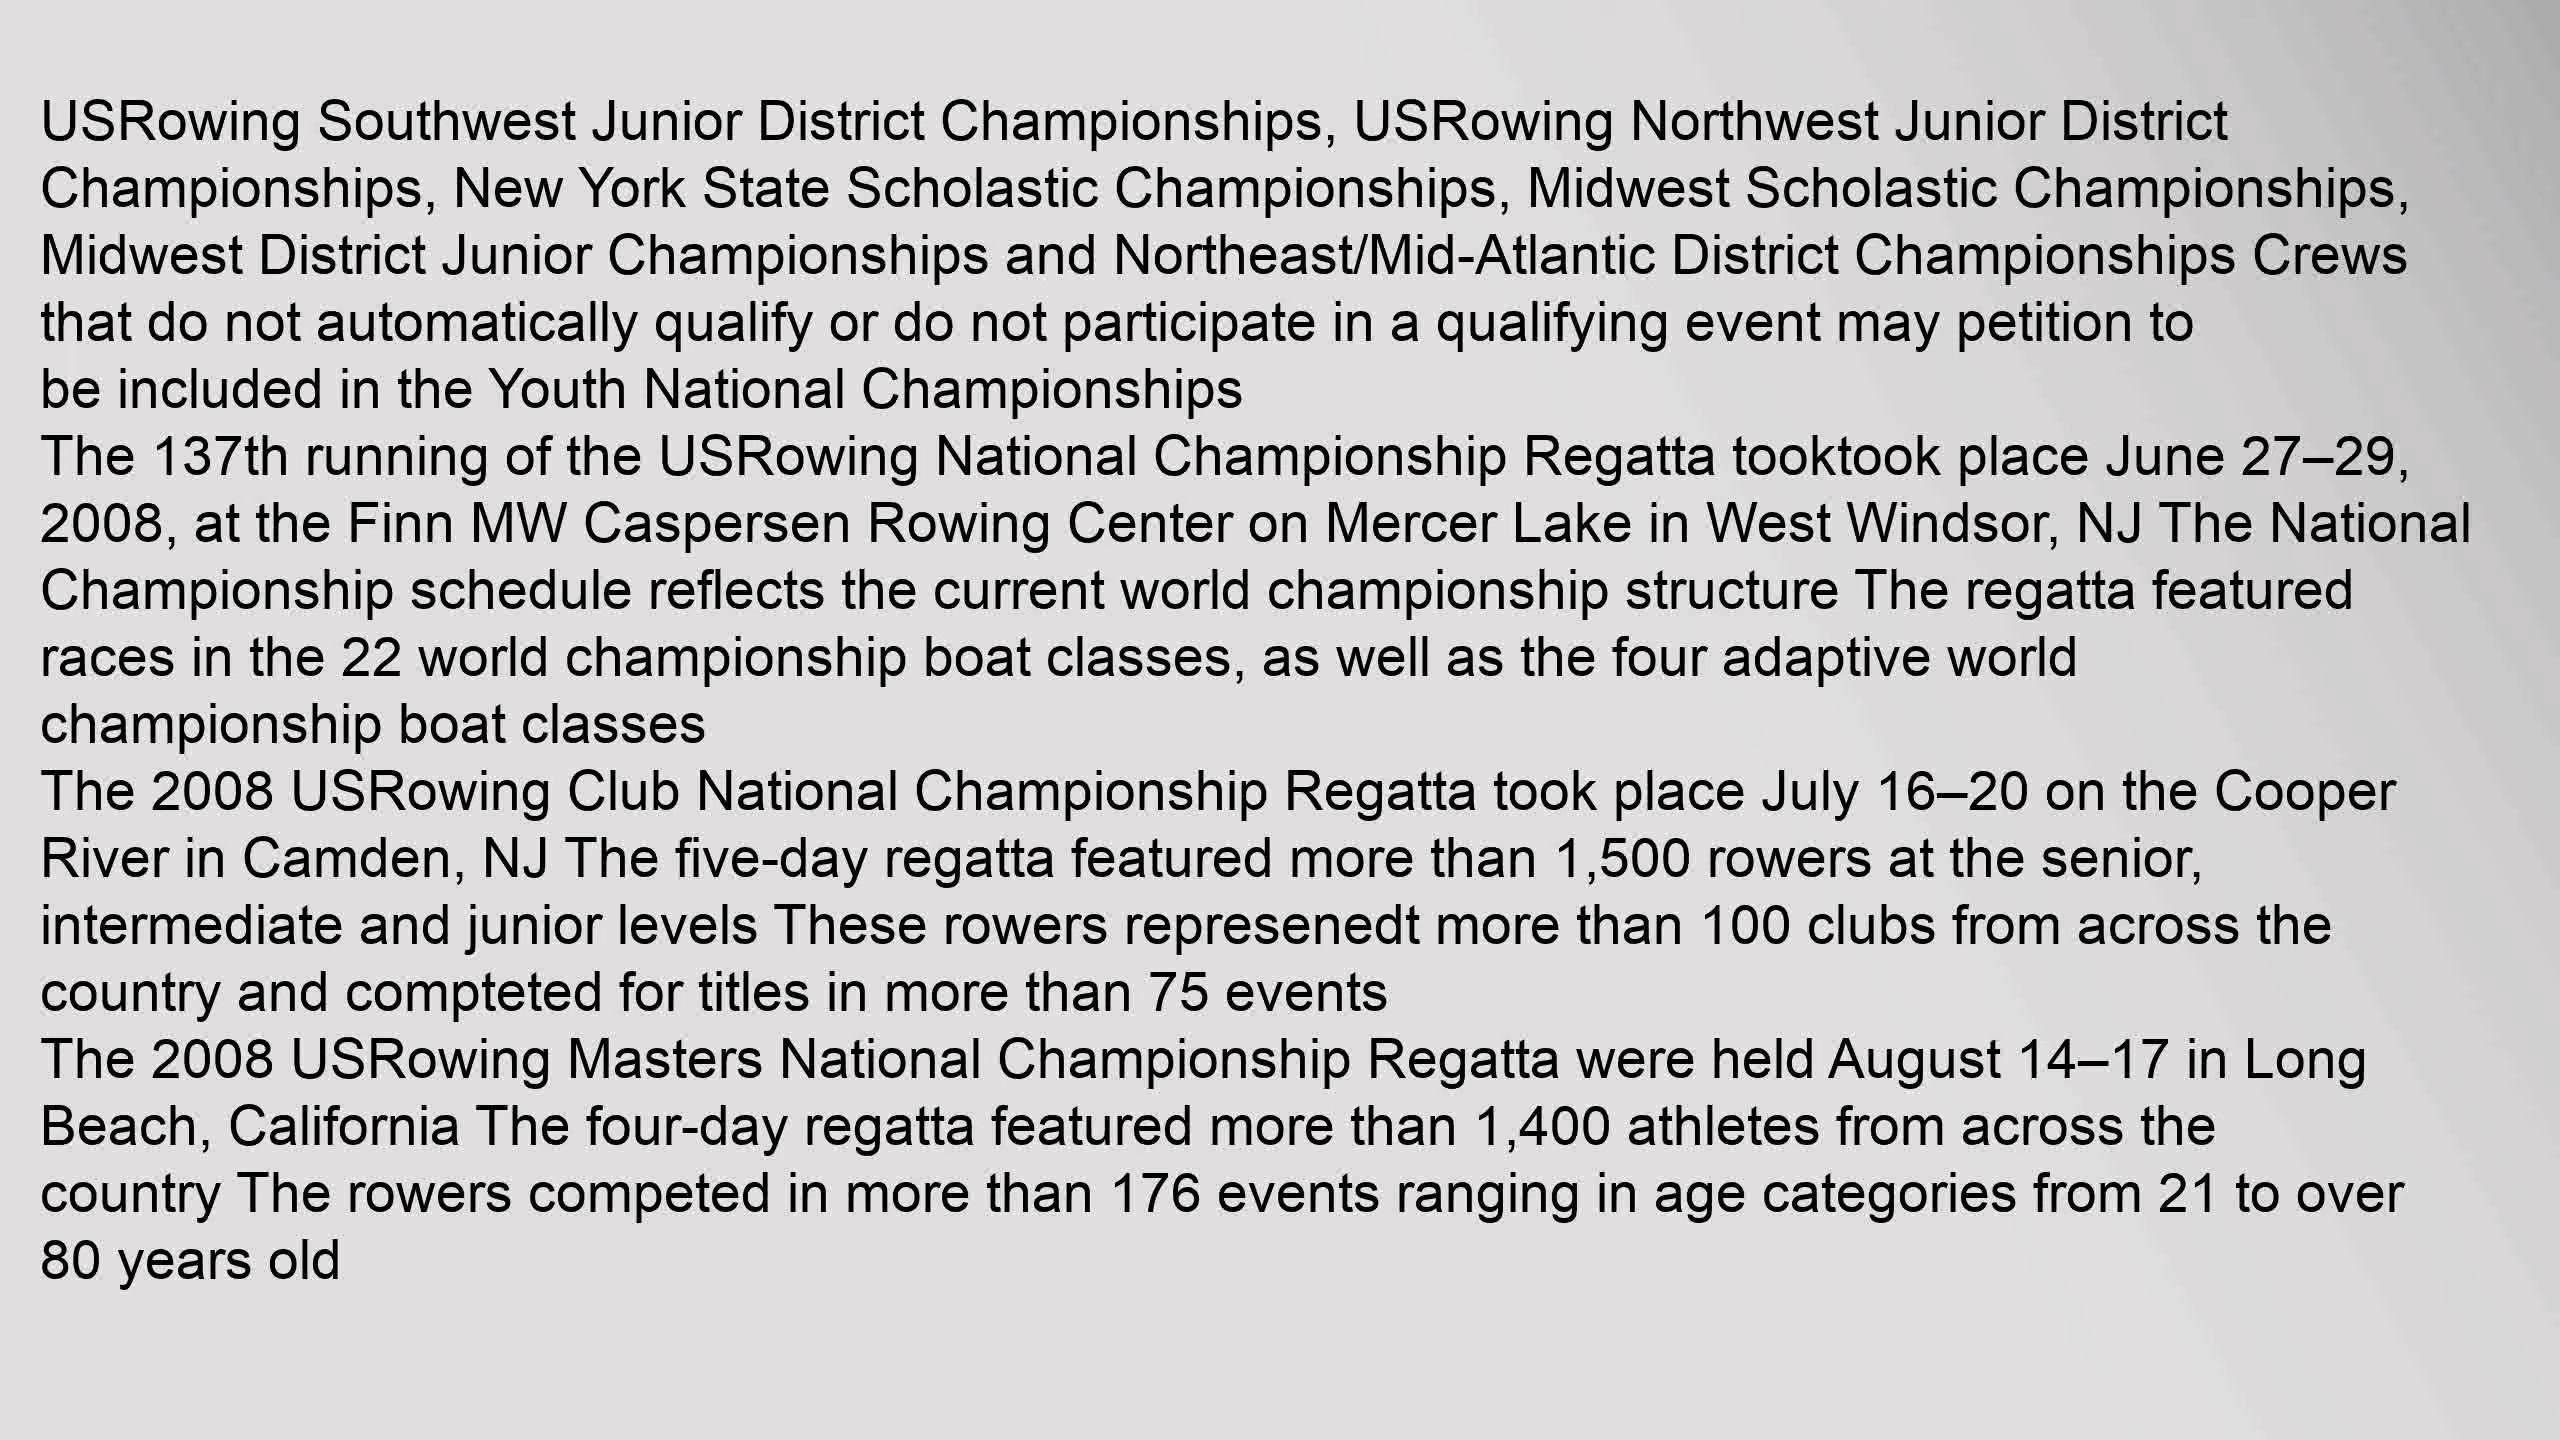 USRowing Southwest Junior District Championships, USRowing Northwest Junior District
Championships, New York State Scholastic Championships, Midwest Scholastic Championships,
Midwest District Junior Championships and Northeast/Mid-Atlantic District Championships Crews
that do not automatically qualify or do not participate in a qualifying event may petition to
be included in the Youth National Championships
The 137th running of the USRowing National Championship Regatta tooktook place June 27–29,
2008, at the Finn MW Caspersen Rowing Center on Mercer Lake in West Windsor, NJ The National
Championship schedule reflects the current world championship structure The regatta featured
races in the 22 world championship boat classes, as well as the four adaptive world
championship boat classes
The 2008 USRowing Club National Championship Regatta took place July 16–20 on the Cooper
River in Camden, NJ The five-day regatta featured more than 1,500 rowers at the senior,
intermediate and junior levels These rowers represenedt more than 100 clubs from across the
country and compteted for titles in more than 75 events
The 2008 USRowing Masters National Championship Regatta were held August 14–17 in Long
Beach, California The four-day regatta featured more than 1,400 athletes from across the
country The rowers competed in more than 176 events ranging in age categories from 21 to over
80 years old